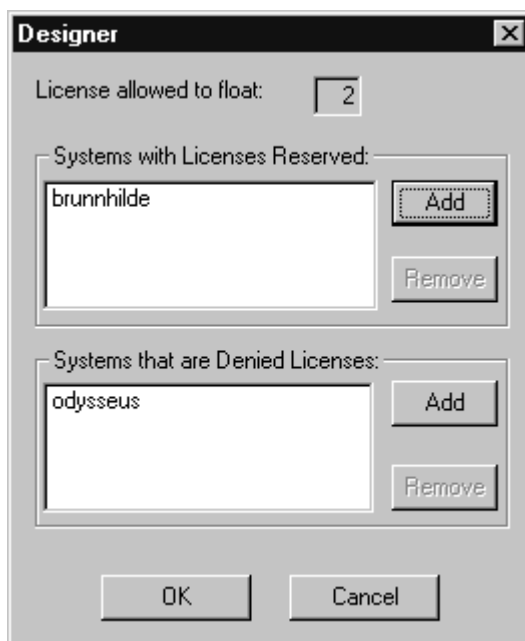 Designer
License allowed to float: 2
Systems with Licenses Reserved:
brunnhilde
Add
Remove
Systems that are Denied Licenses:
odysseus
Add
Remove
OK Cancel